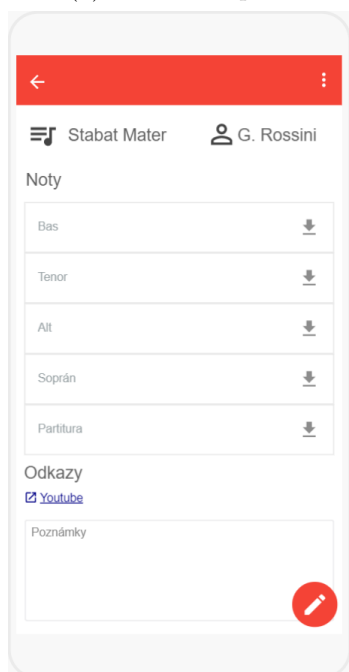 Stabat Mater G. Rossini
Noty
Bas
Tenor
Alt
Soprán
Partitura
Odkazy
Youtube
Poznámky